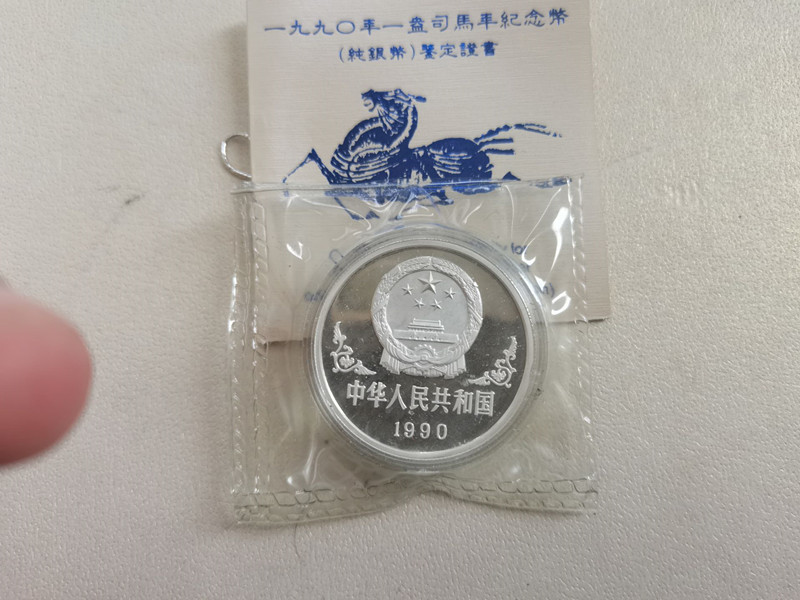 一九九〇年一盎司馬年紀念幣
(純銀幣)鑒定證書
中华人民共和国
1990